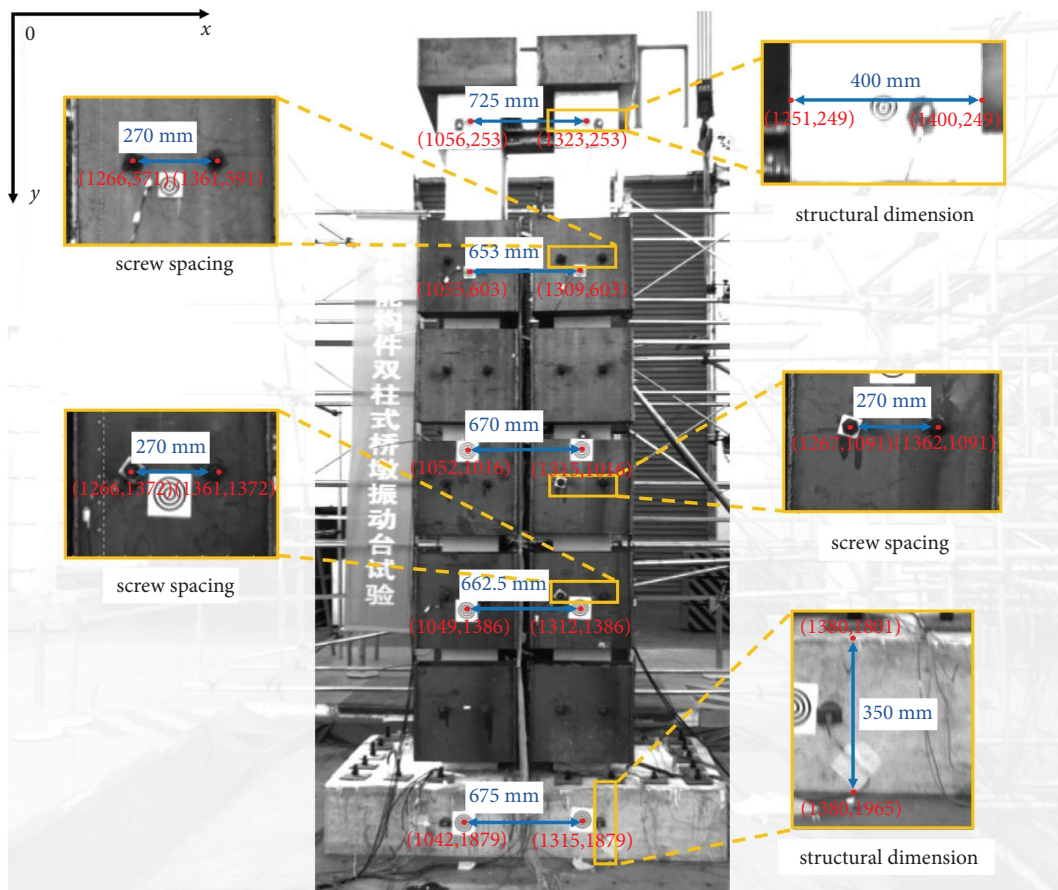 0
x
y
725 mm
(1056,253)
(1323,253)
400 mm
(1251,249)
(1400,249)
structural dimension
270 mm
(1266,571)
(1361,591)
screw spacing
653 mm
(1055,603)
(1309,603)
能构件双柱式桥墩振动台试验
670 mm
(1052,1016)
(1315,1016)
270 mm
(1267,1091)
(1362,1091)
screw spacing
270 mm
(1266,1372)
(1361,1372)
screw spacing
662.5 mm
(1049,1386)
(1312,1386)
(1380,1801)
350 mm
(1380,1965)
structural dimension
675 mm
(1042,1879)
(1315,1879)